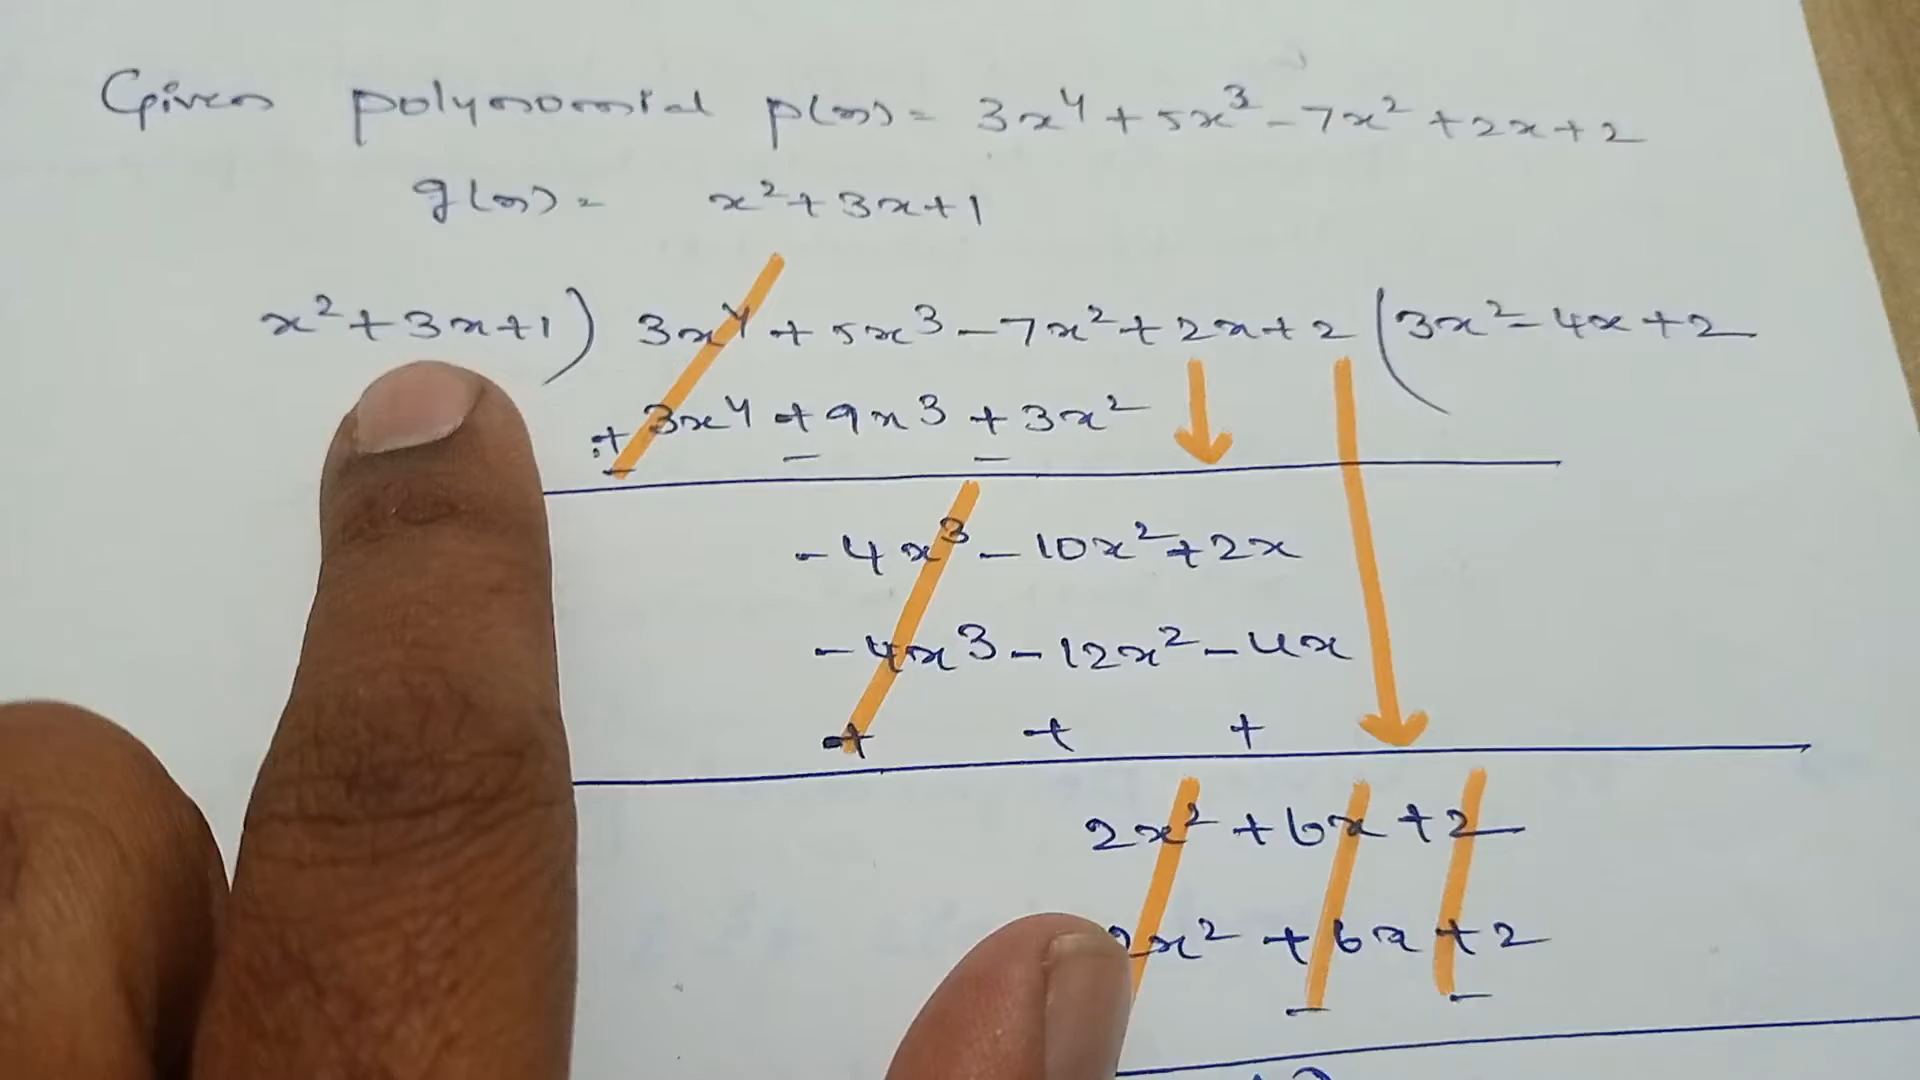 Given polynomial p(x) = 3x⁴ + 5x³ - 7x² + 2x + 2
g(x) = x² + 3x + 1
x² + 3x + 1 ) 3x⁴ + 5x³ - 7x² + 2x + 2 ( 3x² - 4x + 2
+ 3x⁴ + 9x³ + 3x²
- - -
- 4x³ - 10x² + 2x
- 4x³ - 12x² - 4x
+ + +
2x² + 6x + 2
2x² + 6x + 2
- -